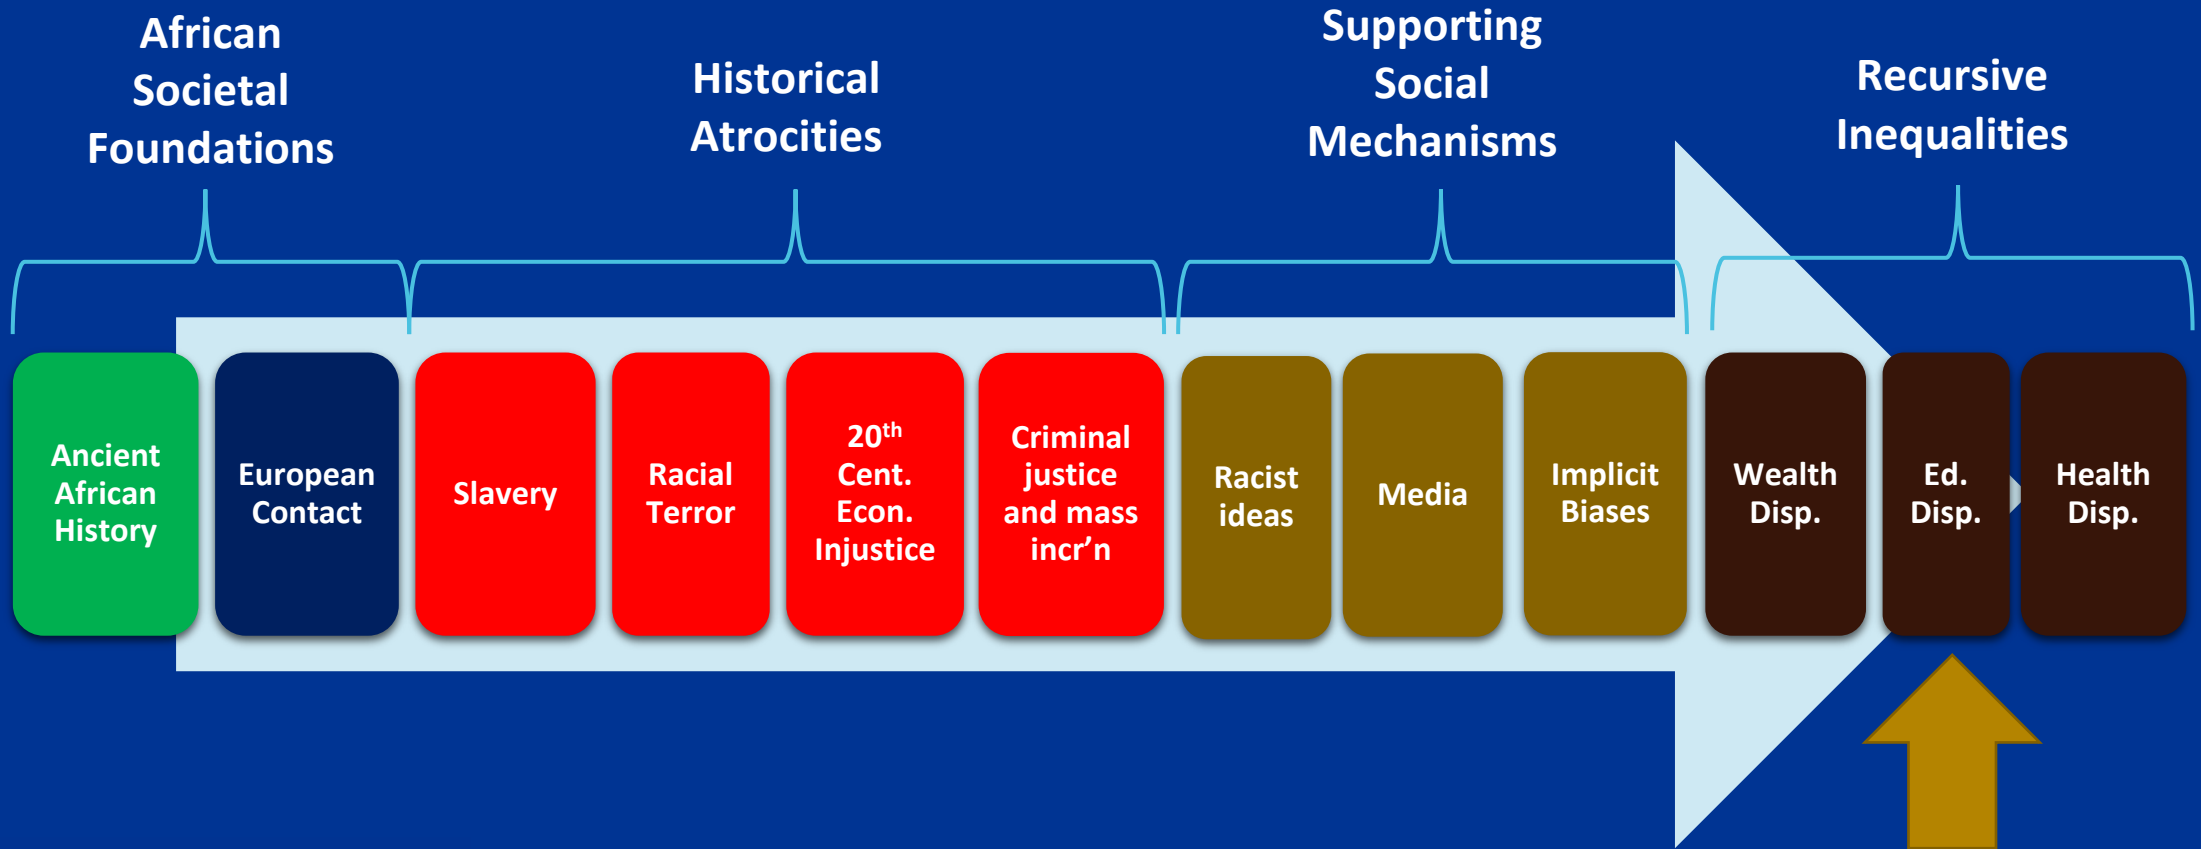 African
Societal
Foundations
Historical
Atrocities
Supporting
Social
Mechanisms
Recursive
Inequalities
Ancient
African
History
European
Contact
Slavery
Racial
Terror
20th
Cent.
Econ.
Injustice
Criminal
justice
and mass
incr’n
Racist
ideas
Media
Implicit
Biases
Wealth
Disp.
Ed.
Disp.
Health
Disp.